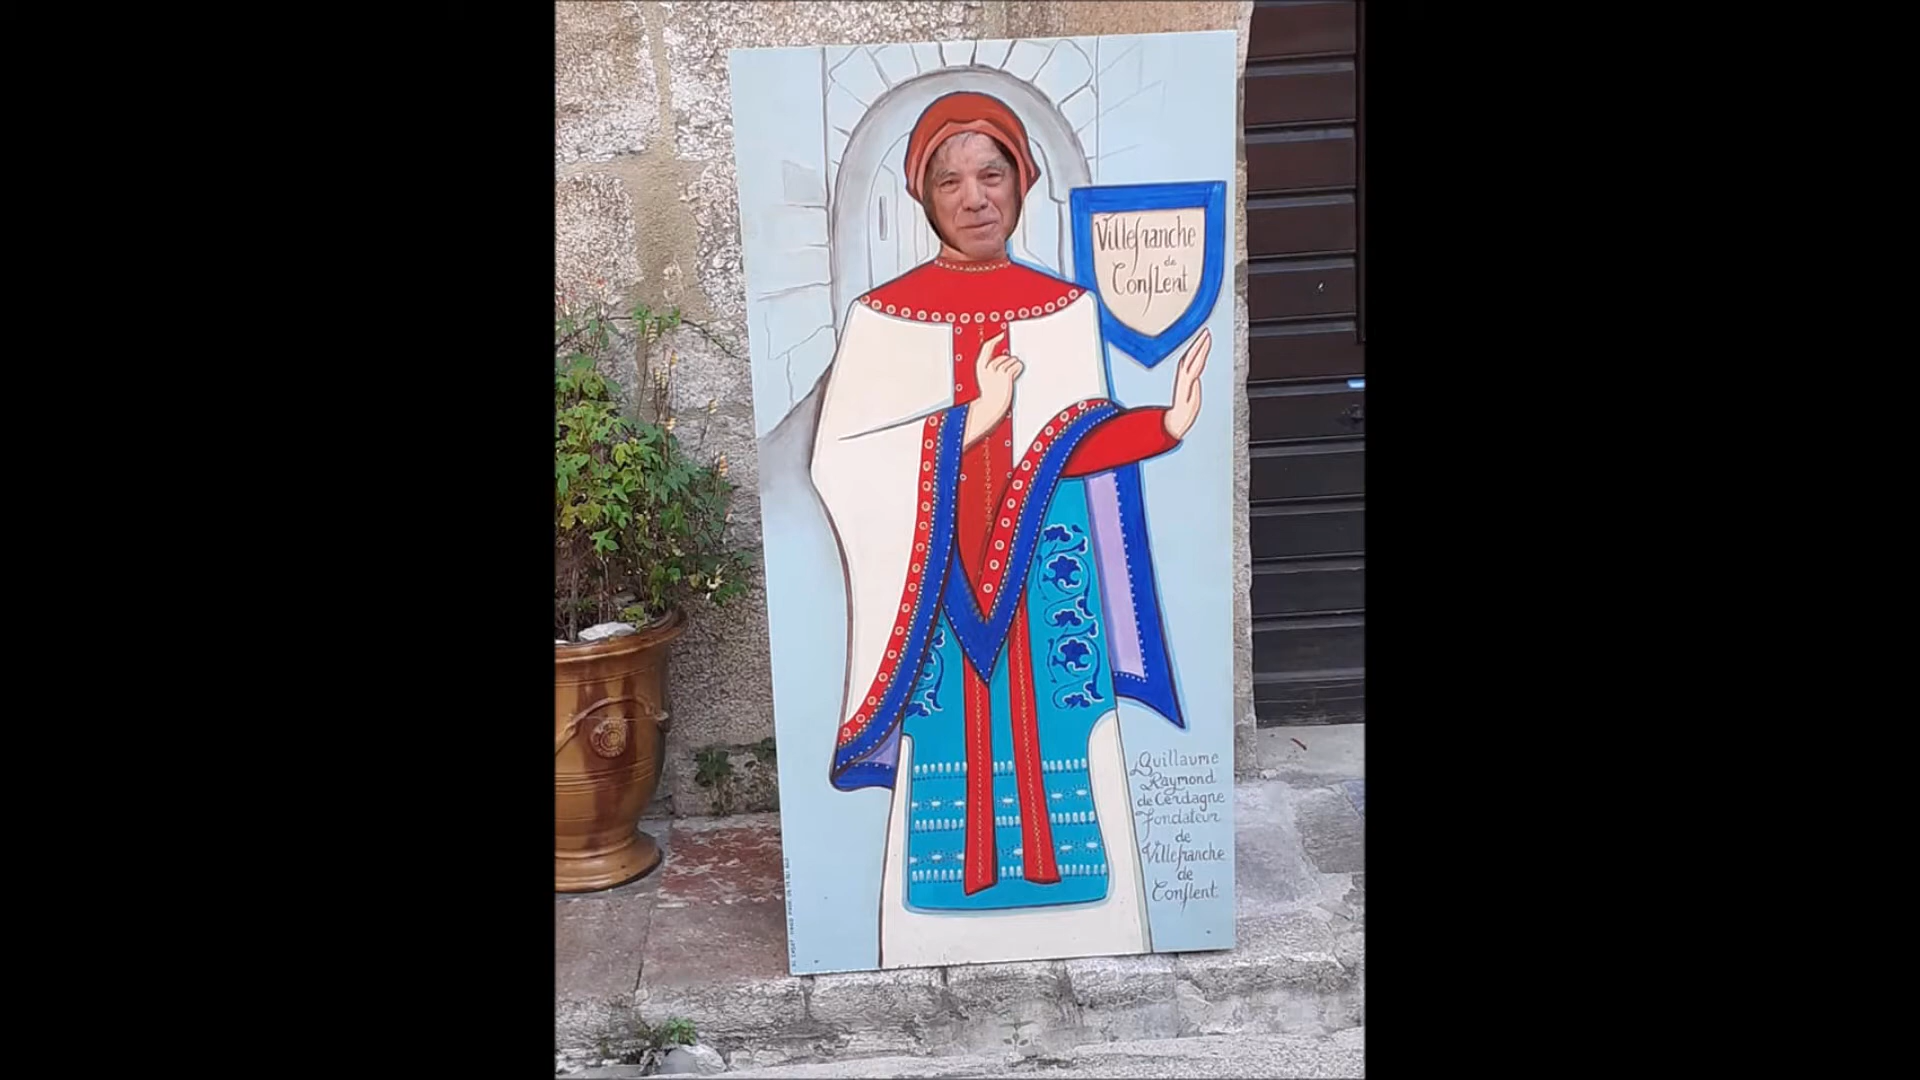 Villefranche
de
Conflent
Guillaume
Raymond
de Cerdagne
Fondateur
de
Villefranche
de
Conflent